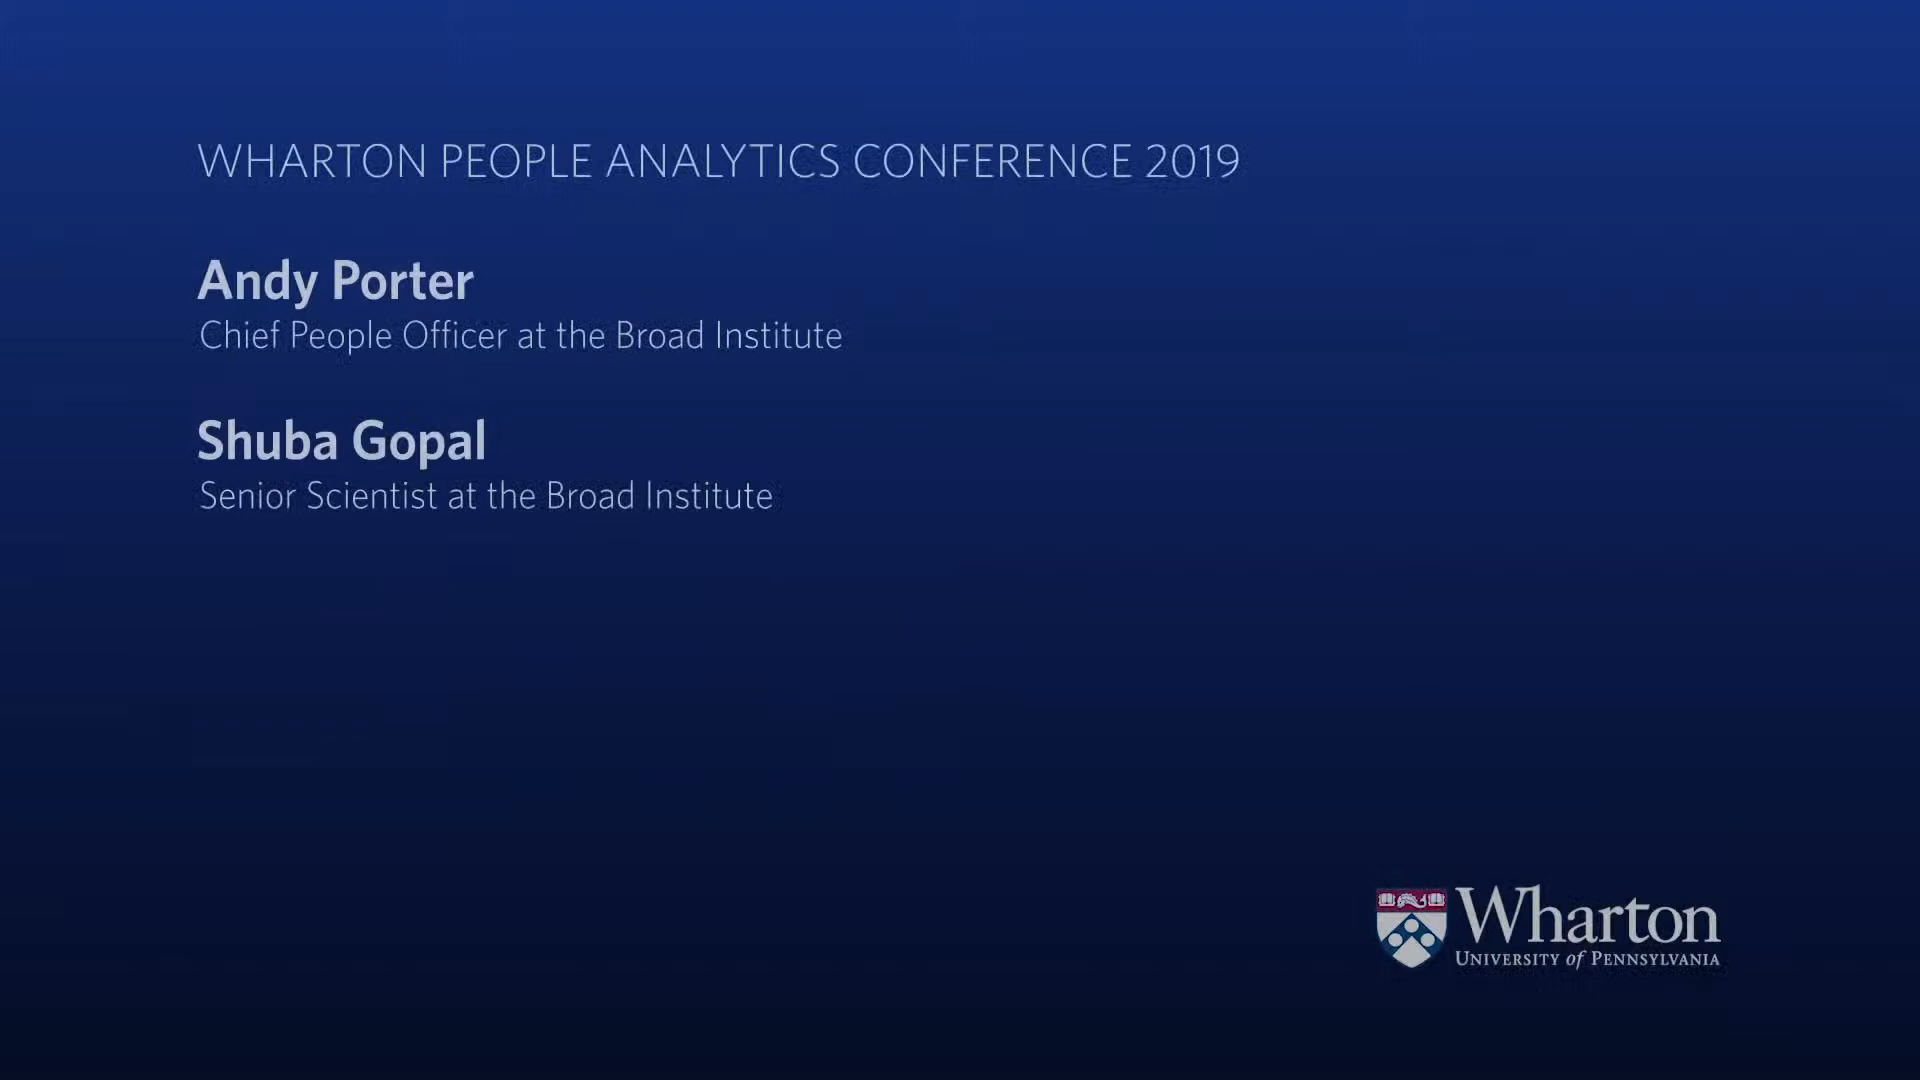 WHARTON PEOPLE ANALYTICS CONFERENCE 2019
Andy Porter
Chief People Officer at the Broad Institute
Shuba Gopal
Senior Scientist at the Broad Institute
Wharton
UNIVERSITY of PENNSYLVANIA